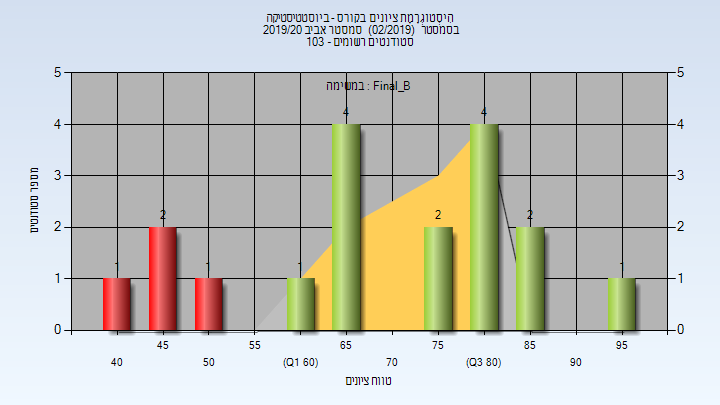 היסטוגרמת ציונים בקורס - ביוסטטיסטיקה
בסמסטר (02/2019) סמסטר אביב 2019/20
סטודנטים רשומים - 103
במשימה : Final_B
מספר סטודנטים
5 5
4 4
3 3
2 2
1 1
0 0
1 2 1 1 4 2 4 2 1
45 55 65 75 85 95
40 50 (Q1 60) 70 (Q3 80) 90
טווח ציונים